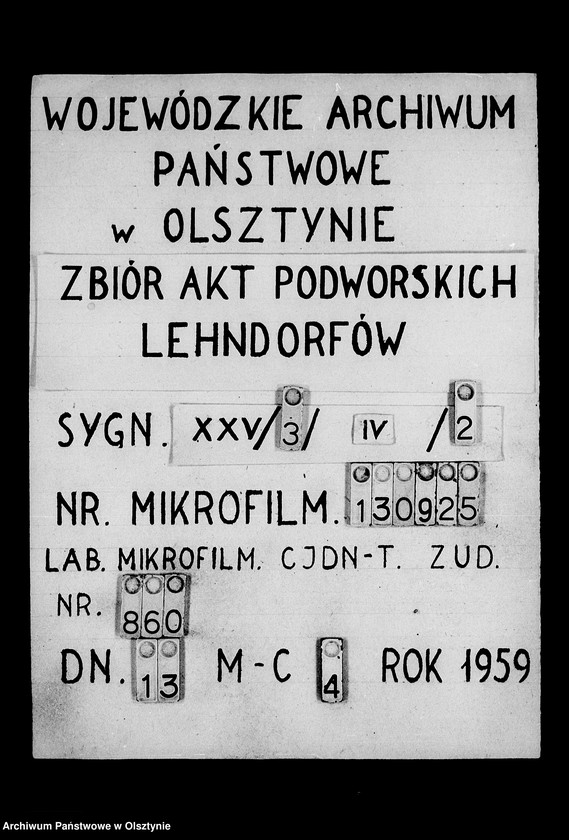 WOJEWÓDZKIE ARCHIWUM
PAŃSTWOWE
w OLSZTYNIE
ZBIÓR AKT PODWORSKICH
LEHNDORFÓW
SYGN. XXV/3/ IV /2
NR. MIKROFILM. 130925
LAB. MIKROFILM. CJDN-T. ZUD.
NR. 860
DN. 13 M-C 4 ROK 1959
Archiwum Państwowe w Olsztynie